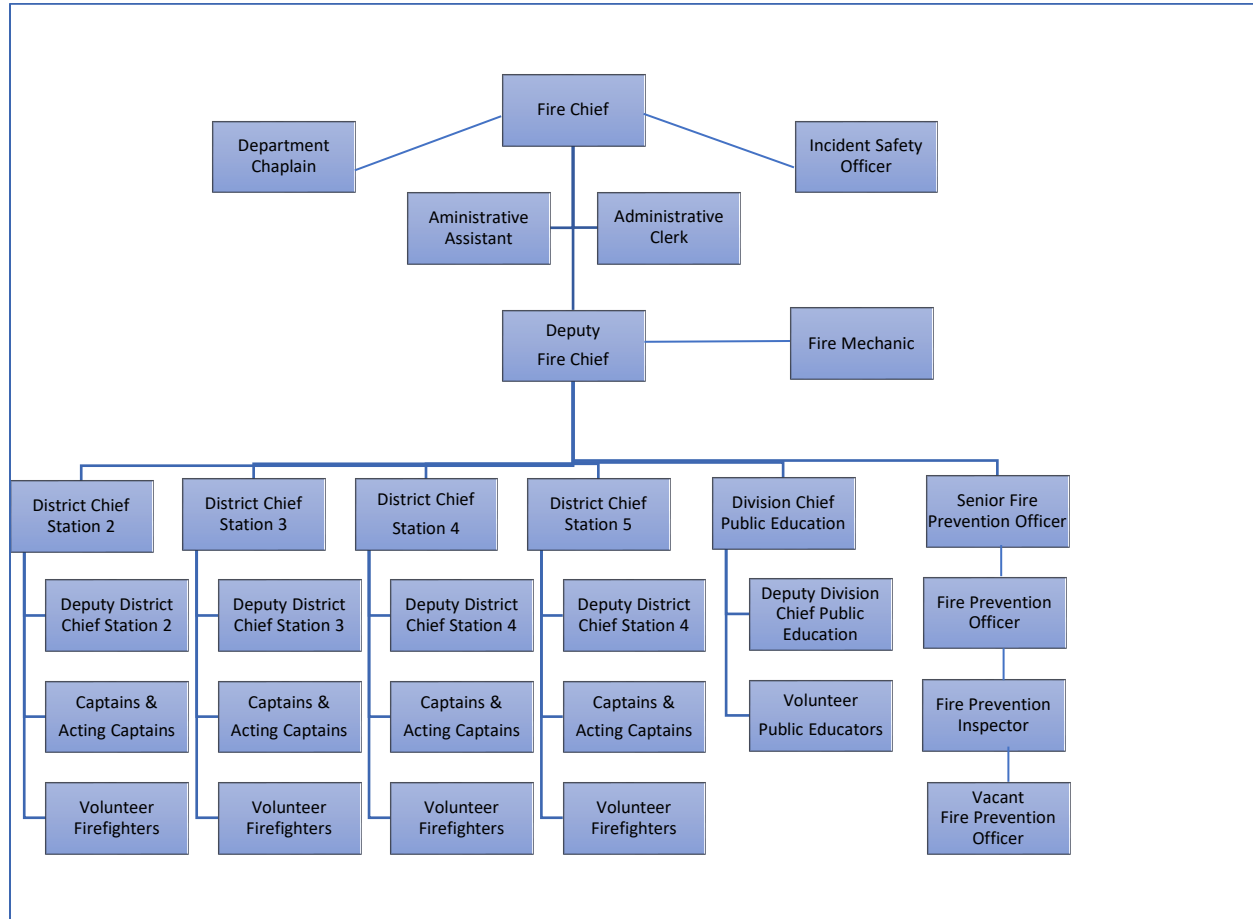 Fire Chief
Department
Chaplain
Incident Safety
Officer
Aministrative
Assistant
Administrative
Clerk
Deputy
Fire Chief
Fire Mechanic
District Chief
Station 2
District Chief
Station 3
District Chief
Station 4
District Chief
Station 5
Division Chief
Public Education
Senior Fire
Prevention Officer
Deputy District
Chief Station 2
Deputy District
Chief Station 3
Deputy District
Chief Station 4
Deputy District
Chief Station 4
Deputy Division
Chief Public
Education
Fire Prevention
Officer
Captains &
Acting Captains
Captains &
Acting Captains
Captains &
Acting Captains
Captains &
Acting Captains
Volunteer
Public Educators
Fire Prevention
Inspector
Volunteer
Firefighters
Volunteer
Firefighters
Volunteer
Firefighters
Volunteer
Firefighters
Vacant
Fire Prevention
Officer